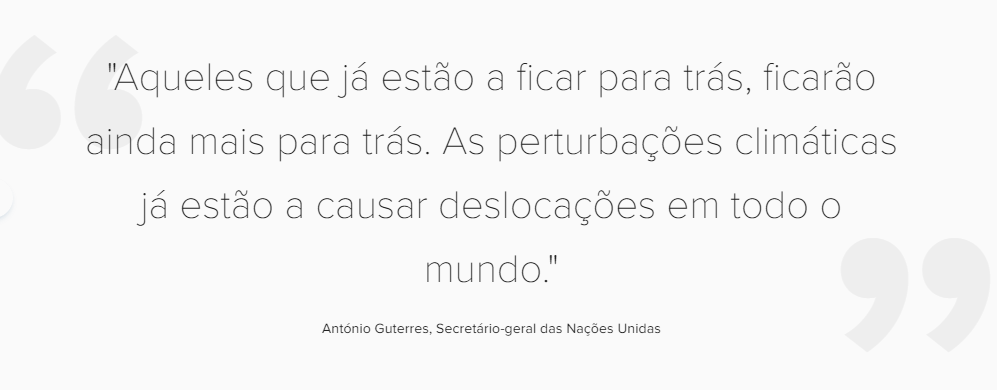 "Aqueles que já estão a ficar para trás, ficarão
ainda mais para trás. As perturbações climáticas
já estão a causar deslocações em todo o
mundo."
António Guterres, Secretário-geral das Nações Unidas